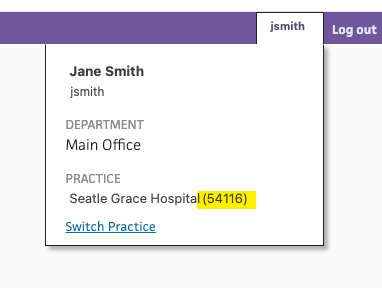 jsmith
Log out
Jane Smith
jsmith
DEPARTMENT
Main Office
PRACTICE
Seatle Grace Hospital (54116)
Switch Practice